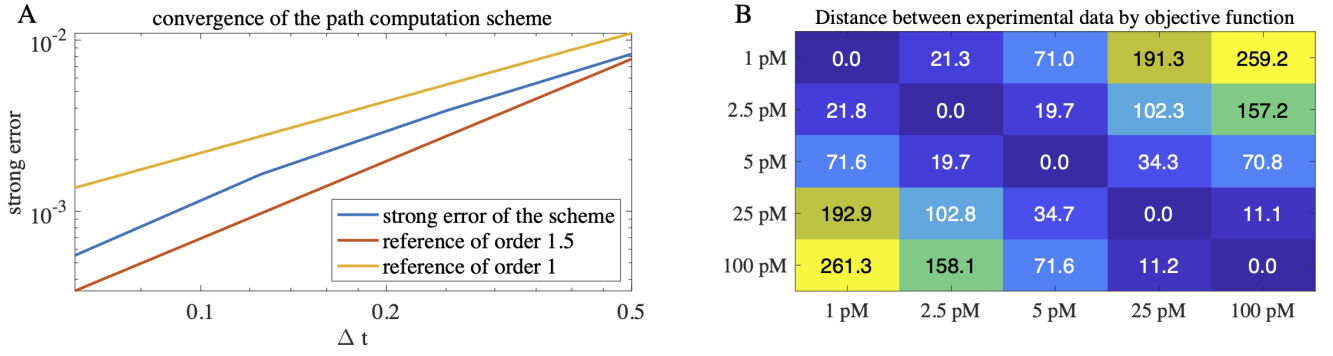 A
convergence of the path computation scheme
10^-2
10^-3
strong error
strong error of the scheme
reference of order 1.5
reference of order 1
0.1 0.2 0.5
Δ t
B
Distance between experimental data by objective function
1 pM 0.0 21.3 71.0 191.3 259.2
2.5 pM 21.8 0.0 19.7 102.3 157.2
5 pM 71.6 19.7 0.0 34.3 70.8
25 pM 192.9 102.8 34.7 0.0 11.1
100 pM 261.3 158.1 71.6 11.2 0.0
1 pM 2.5 pM 5 pM 25 pM 100 pM